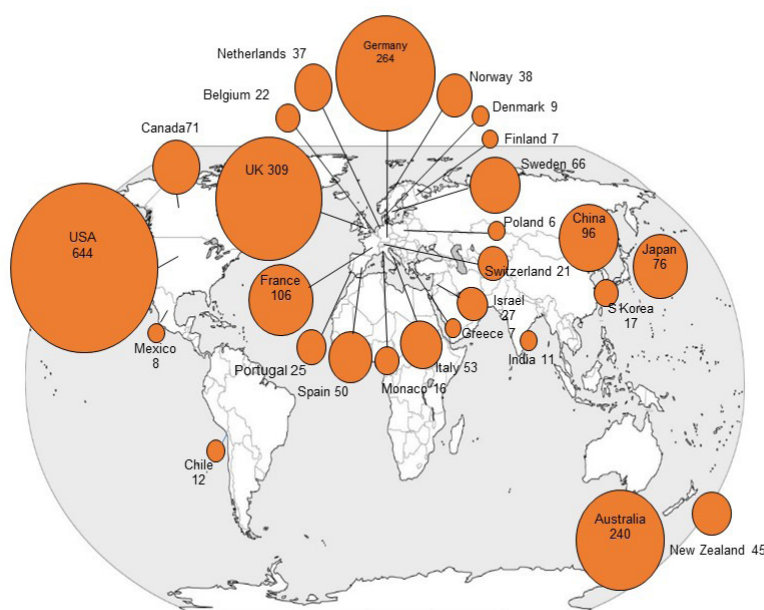 Germany
264
Netherlands 37
Norway 38
Belgium 22
Denmark 9
Canada71
Finland 7
UK 309
Sweden 66
USA
644
Poland 6
China
96
Japan
76
Switzerland 21
France
106
Israel
27
S Korea
17
Greece 7
Mexico
8
India 11
Portugal 25
Italy 53
Spain 50
Monaco 16
Chile
12
Australia
240
New Zealand 45